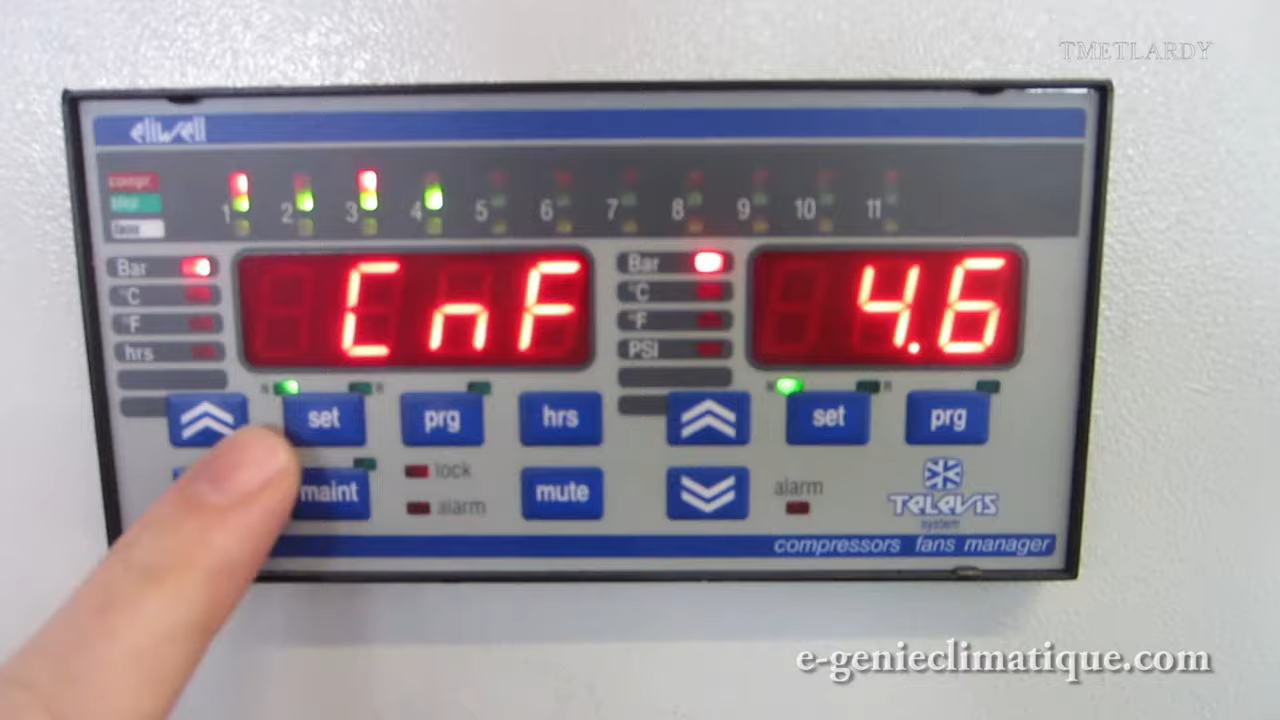 TMETLARDY
eliwell
compr.
step
fans
1 2 3 4 5 6 7 8 9 10 11
Bar
°C
°F
hrs
CnF
Bar
°C
°F
PSI
4.6
N R
set
prg
hrs
N R
set
prg
maint
lock
alarm
mute
alarm
TELEVIS
system
compressors fans manager
e-genieclimatique.com